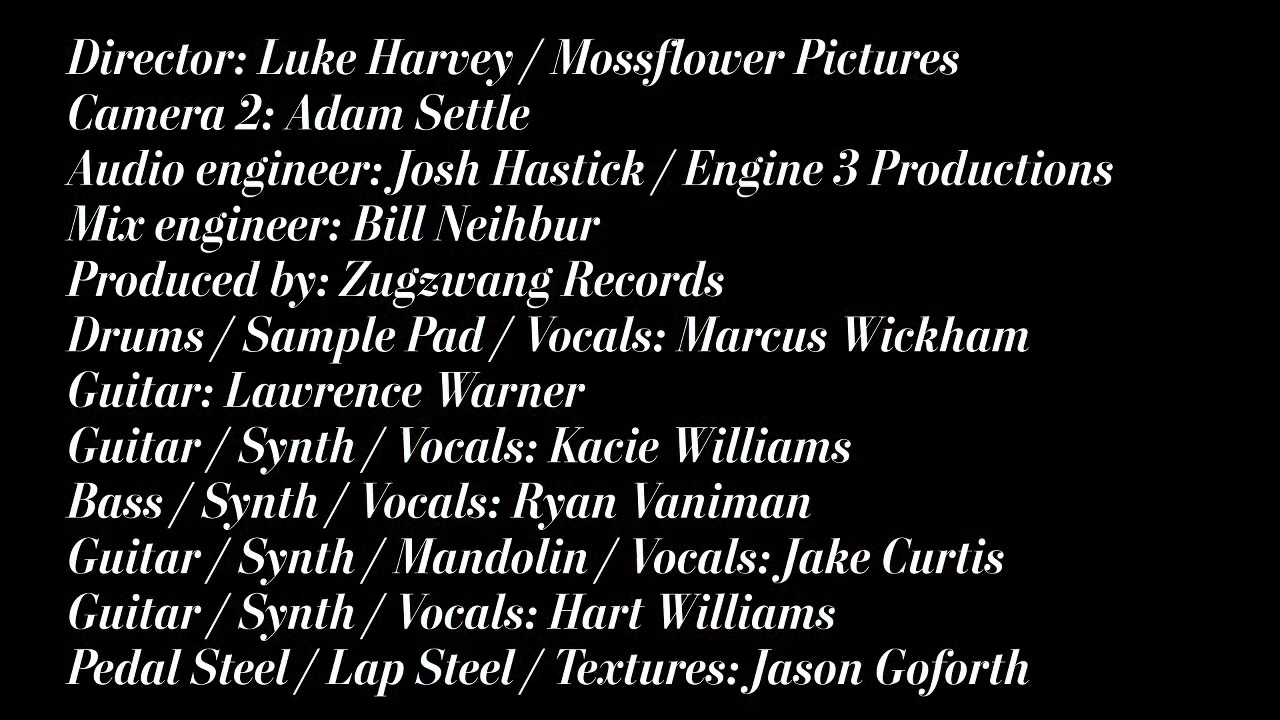 Director: Luke Harvey / Mossflower Pictures
Camera 2: Adam Settle
Audio engineer: Josh Hastick / Engine 3 Productions
Mix engineer: Bill Neihbur
Produced by: Zugzwang Records
Drums / Sample Pad / Vocals: Marcus Wickham
Guitar: Lawrence Warner
Guitar / Synth / Vocals: Kacie Williams
Bass / Synth / Vocals: Ryan Vaniman
Guitar / Synth / Mandolin / Vocals: Jake Curtis
Guitar / Synth / Vocals: Hart Williams
Pedal Steel / Lap Steel / Textures: Jason Goforth